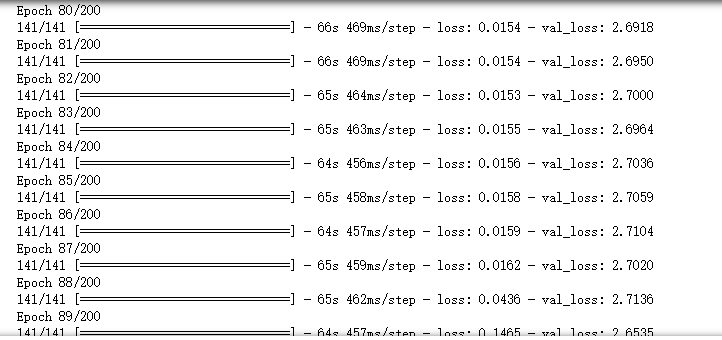 Epoch 80/200
141/141 [==============================] - 66s 469ms/step - loss: 0.0154 - val_loss: 2.6918
Epoch 81/200
141/141 [==============================] - 66s 469ms/step - loss: 0.0154 - val_loss: 2.6950
Epoch 82/200
141/141 [==============================] - 65s 464ms/step - loss: 0.0153 - val_loss: 2.7000
Epoch 83/200
141/141 [==============================] - 65s 463ms/step - loss: 0.0155 - val_loss: 2.6964
Epoch 84/200
141/141 [==============================] - 64s 456ms/step - loss: 0.0156 - val_loss: 2.7036
Epoch 85/200
141/141 [==============================] - 65s 458ms/step - loss: 0.0158 - val_loss: 2.7059
Epoch 86/200
141/141 [==============================] - 64s 457ms/step - loss: 0.0159 - val_loss: 2.7104
Epoch 87/200
141/141 [==============================] - 65s 459ms/step - loss: 0.0162 - val_loss: 2.7020
Epoch 88/200
141/141 [==============================] - 65s 462ms/step - loss: 0.0436 - val_loss: 2.7136
Epoch 89/200
141/141 [==============================] - 64s 457ms/step - loss: 0.1465 - val_loss: 2.6535